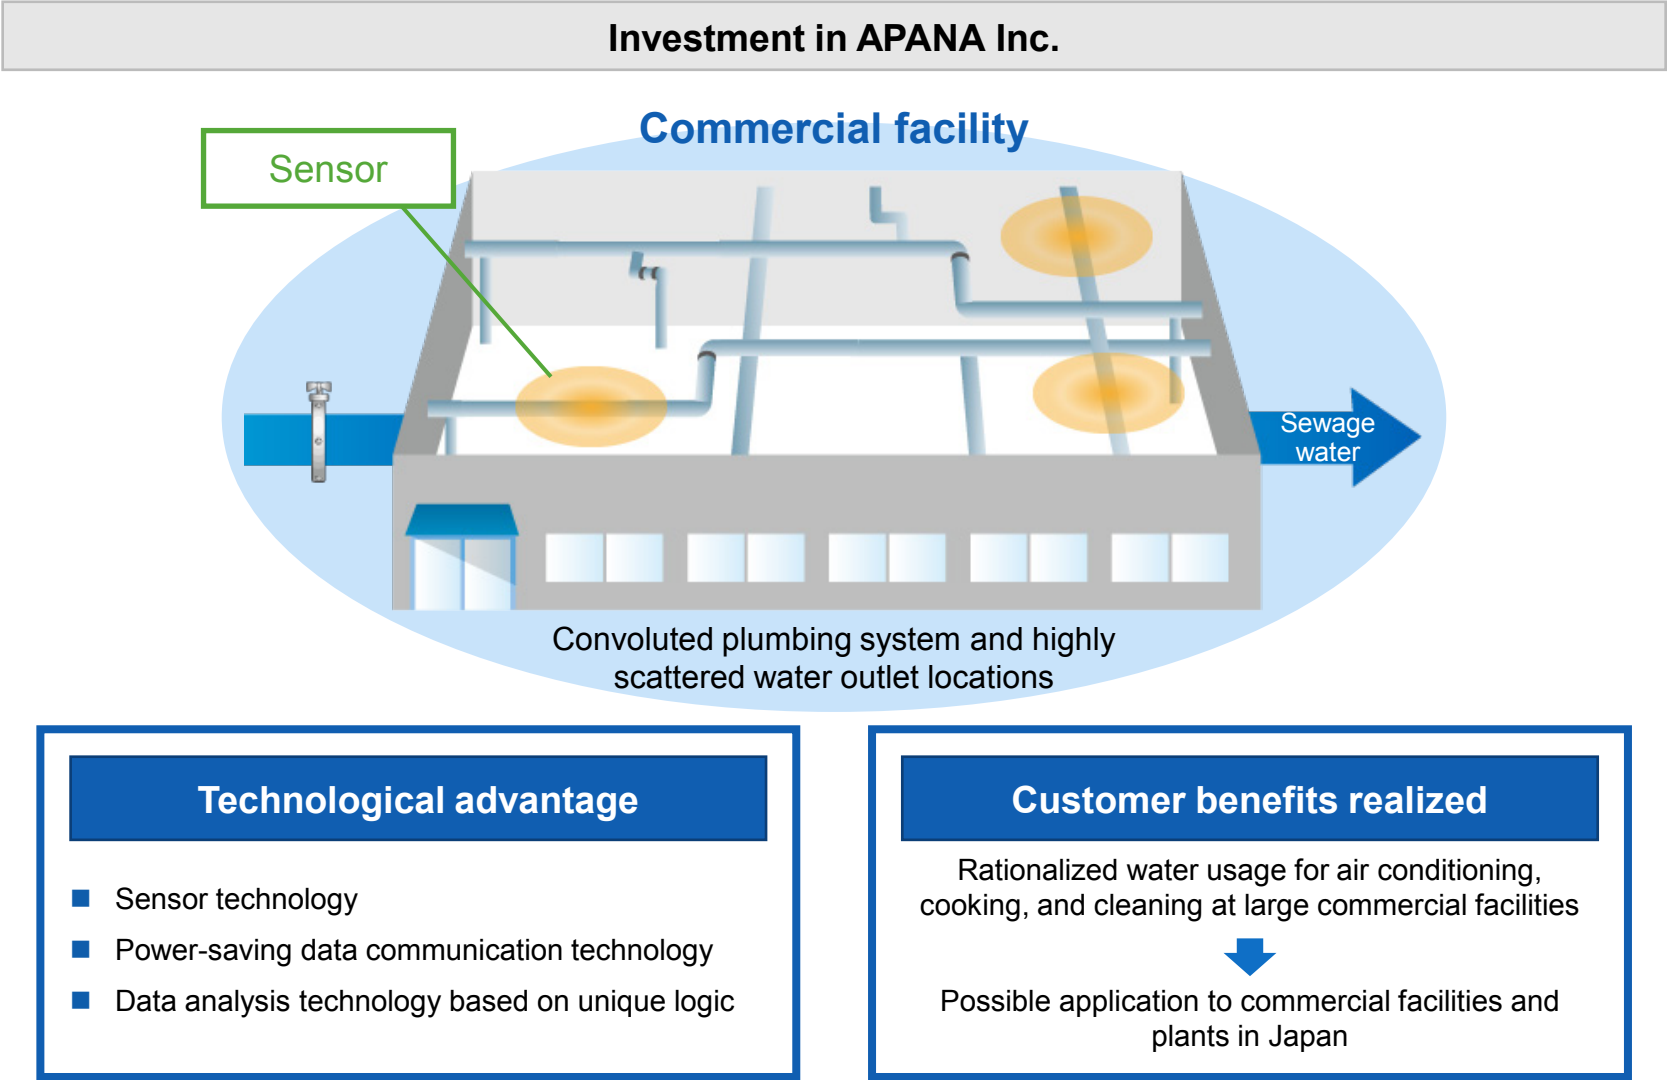 Investment in APANA Inc.
Commercial facility
Sensor
Sewage
water
Convoluted plumbing system and highly
scattered water outlet locations
Technological advantage
Sensor technology
Power-saving data communication technology
Data analysis technology based on unique logic
Customer benefits realized
Rationalized water usage for air conditioning,
cooking, and cleaning at large commercial facilities
Possible application to commercial facilities and
plants in Japan